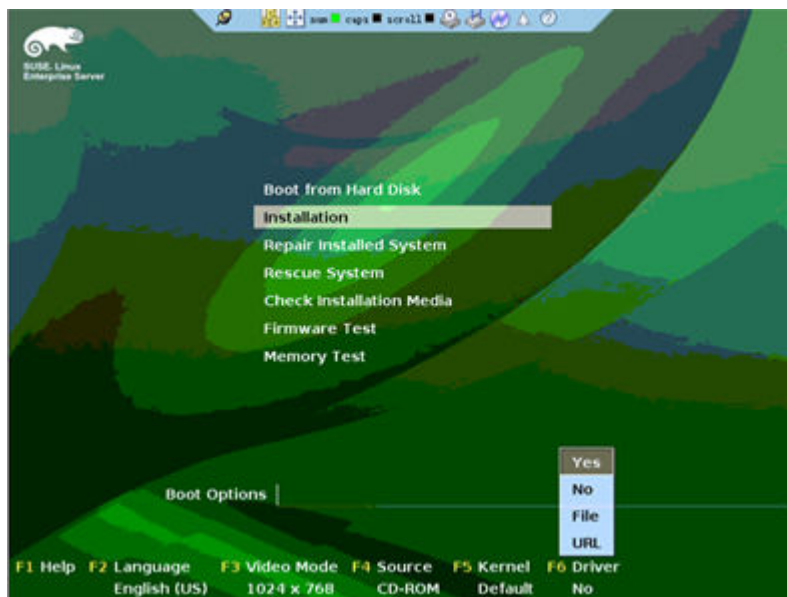 num caps scroll
SUSE. Linux
Enterprise Server
Boot from Hard Disk
Installation
Repair Installed System
Rescue System
Check Installation Media
Firmware Test
Memory Test
Yes
No
File
URL
Boot Options
F1 Help F2 Language F3 Video Mode F4 Source F5 Kernel F6 Driver
English (US) 1024 x 768 CD-ROM Default No